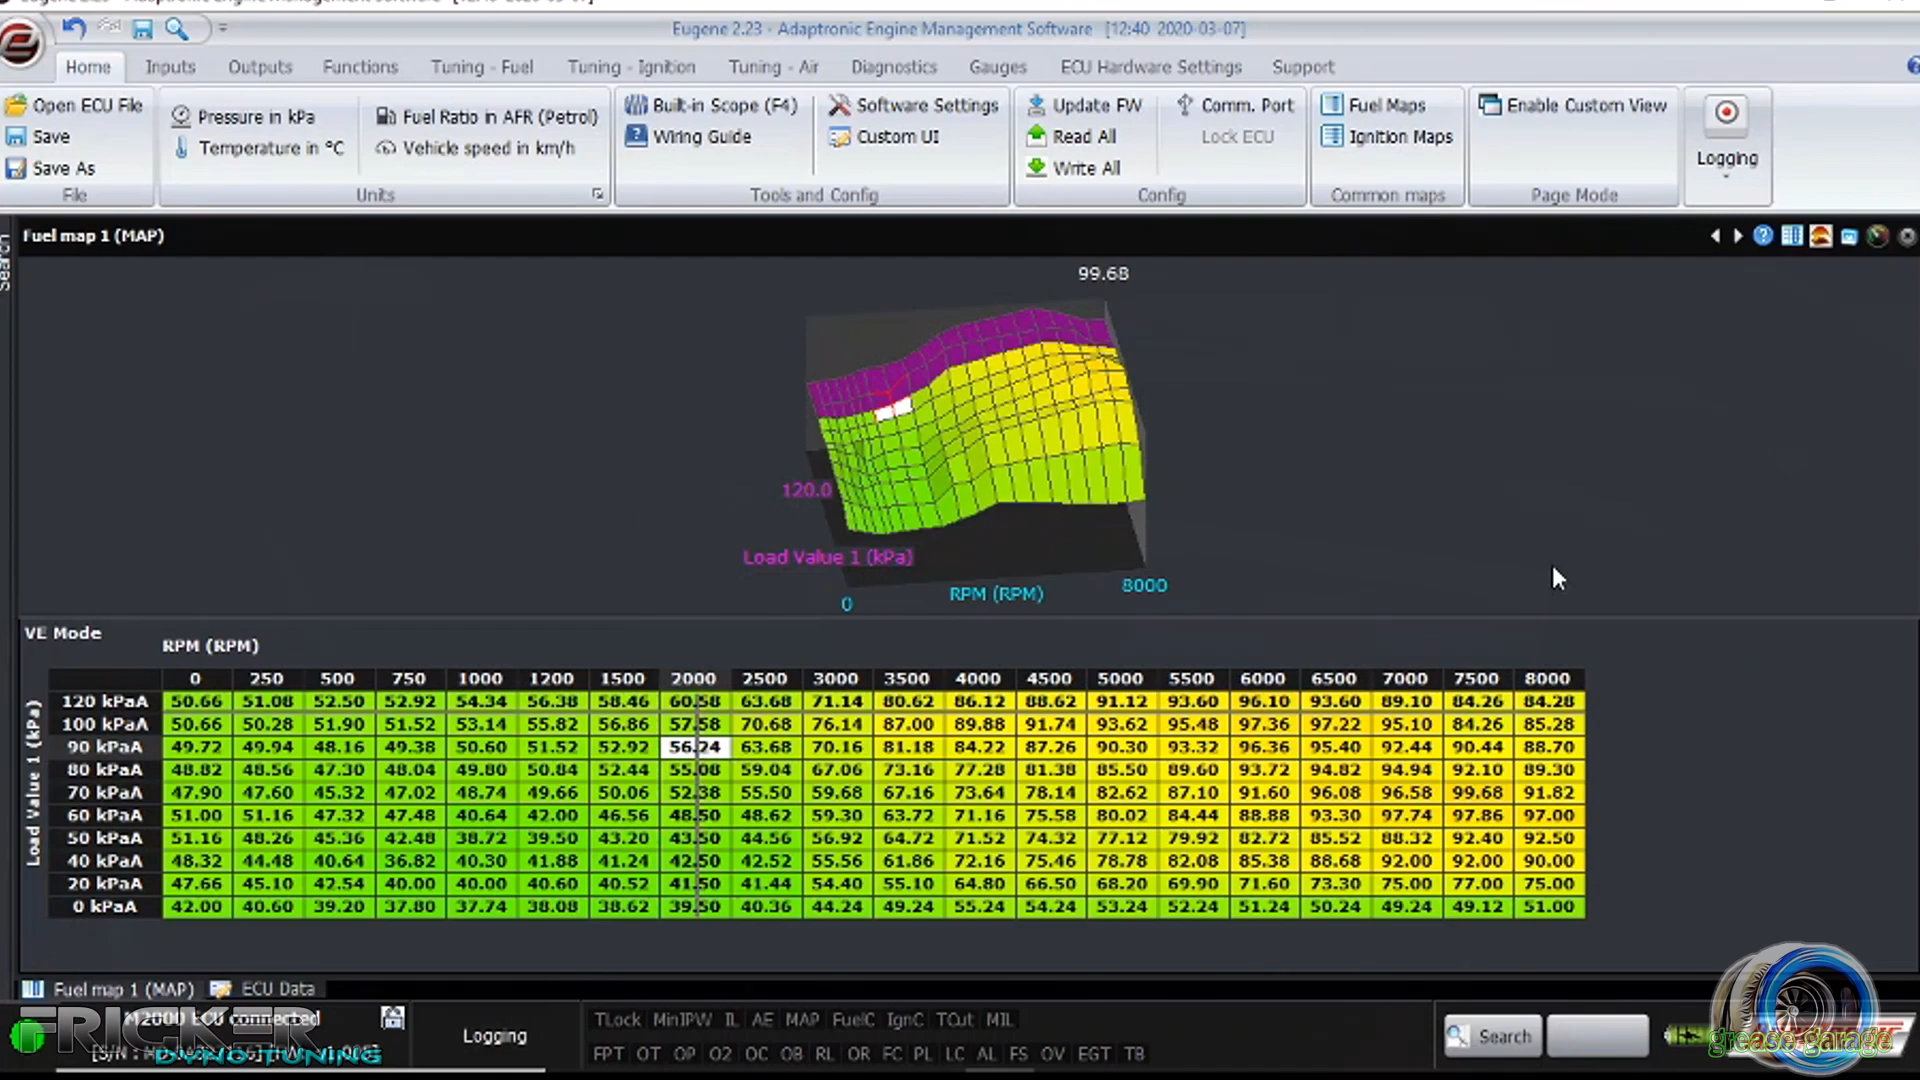 Eugene 2.23 - Adaptronic Engine Management Software [12:40 2020-03-07]
Home Inputs Outputs Functions Tuning - Fuel Tuning - Ignition Tuning - Air Diagnostics Gauges ECU Hardware Settings Support
Open ECU File
Save
Save As
File
Pressure in kPa
Temperature in °C
Fuel Ratio in AFR (Petrol)
Vehicle speed in km/h
Units
Built-in Scope (F4)
Wiring Guide
Software Settings
Custom UI
Tools and Config
Update FW
Read All
Write All
Comm. Port
Lock ECU
Config
Fuel Maps
Ignition Maps
Common maps
Enable Custom View
Page Mode
Logging
Search
Fuel map 1 (MAP)
99.68
120.0
Load Value 1 (kPa)
0
RPM (RPM)
8000
VE Mode
RPM (RPM)
Load Value 1 (kPa)
0 250 500 750 1000 1200 1500 2000 2500 3000 3500 4000 4500 5000 5500 6000 6500 7000 7500 8000
120 kPaA 50.66 51.08 52.50 52.92 54.34 56.38 58.46 60.58 63.68 71.14 80.62 86.12 88.62 91.12 93.60 96.10 93.60 89.10 84.26 84.28
100 kPaA 50.66 50.28 51.90 51.52 53.14 55.82 56.86 57.58 70.68 76.14 87.00 89.88 91.74 93.62 95.48 97.36 97.22 95.10 84.26 85.28
90 kPaA 49.72 49.94 48.16 49.38 50.60 51.52 52.92 56.24 63.68 70.16 81.18 84.22 87.26 90.30 93.32 96.36 95.40 92.44 90.44 88.70
80 kPaA 48.82 48.56 47.30 48.04 49.80 50.84 52.44 55.08 59.04 67.06 73.16 77.28 81.38 85.50 89.60 93.72 94.82 94.94 92.10 89.30
70 kPaA 47.90 47.60 45.32 47.02 48.74 49.66 50.06 52.38 55.50 59.68 67.16 73.64 78.14 82.62 87.10 91.60 96.08 96.58 99.68 91.82
60 kPaA 51.00 51.16 47.32 47.48 40.64 42.00 46.56 48.50 48.62 59.30 63.72 71.16 75.58 80.02 84.44 88.88 93.30 97.74 97.86 97.00
50 kPaA 51.16 48.26 45.36 42.48 38.72 39.50 43.20 43.50 44.56 56.92 64.72 71.52 74.32 77.12 79.92 82.72 85.52 88.32 92.40 92.50
40 kPaA 48.32 44.48 40.64 36.82 40.30 41.88 41.24 42.50 42.52 55.56 61.86 72.16 75.46 78.78 82.08 85.38 88.68 92.00 92.00 90.00
20 kPaA 47.66 45.10 42.54 40.00 40.00 40.60 40.52 41.50 41.44 54.40 55.10 64.80 66.50 68.20 69.90 71.60 73.30 75.00 77.00 75.00
0 kPaA 42.00 40.60 39.20 37.80 37.74 38.08 38.62 39.50 40.36 44.24 49.24 55.24 54.24 53.24 52.24 51.24 50.24 49.24 49.12 51.00
Fuel map 1 (MAP) ECU Data
M2000 ECU connected
FRICKER
DYNO TUNING
Logging
TLock MinIPW IL AE MAP FuelC IgnC TCut MIL
FPT OT OP O2 OC OB RL OR FC PL LC AL FS OV EGT TB
Search
grease-garage